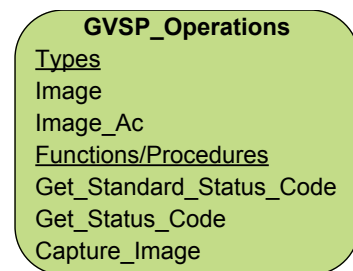 GVSP_Operations
Types
Image
Image_Ac
Functions/Procedures
Get_Standard_Status_Code
Get_Status_Code
Capture_Image